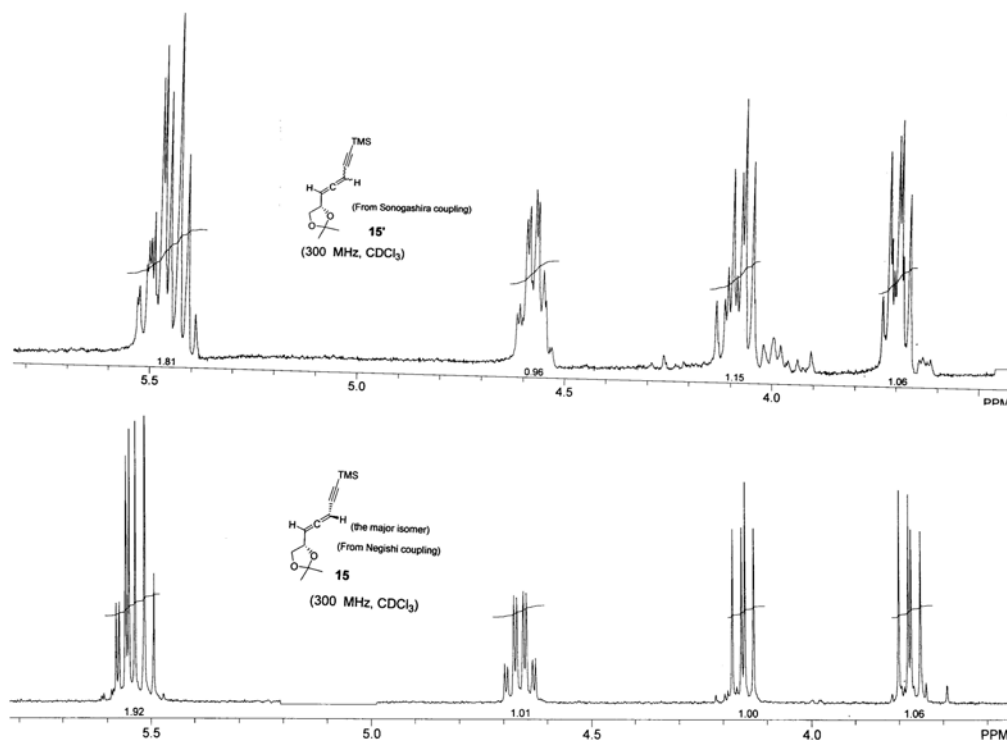 TMS
H
H
(From Sonogashira coupling)
O
O
15'
(300 MHz, CDCl3)
1.81
0.96
1.15
1.06
5.5
5.0
4.5
4.0
PPM
TMS
H
H (the major isomer)
(From Negishi coupling)
O
O
15
(300 MHz, CDCl3)
1.92
1.01
1.00
1.06
5.5
5.0
4.5
4.0
PPM